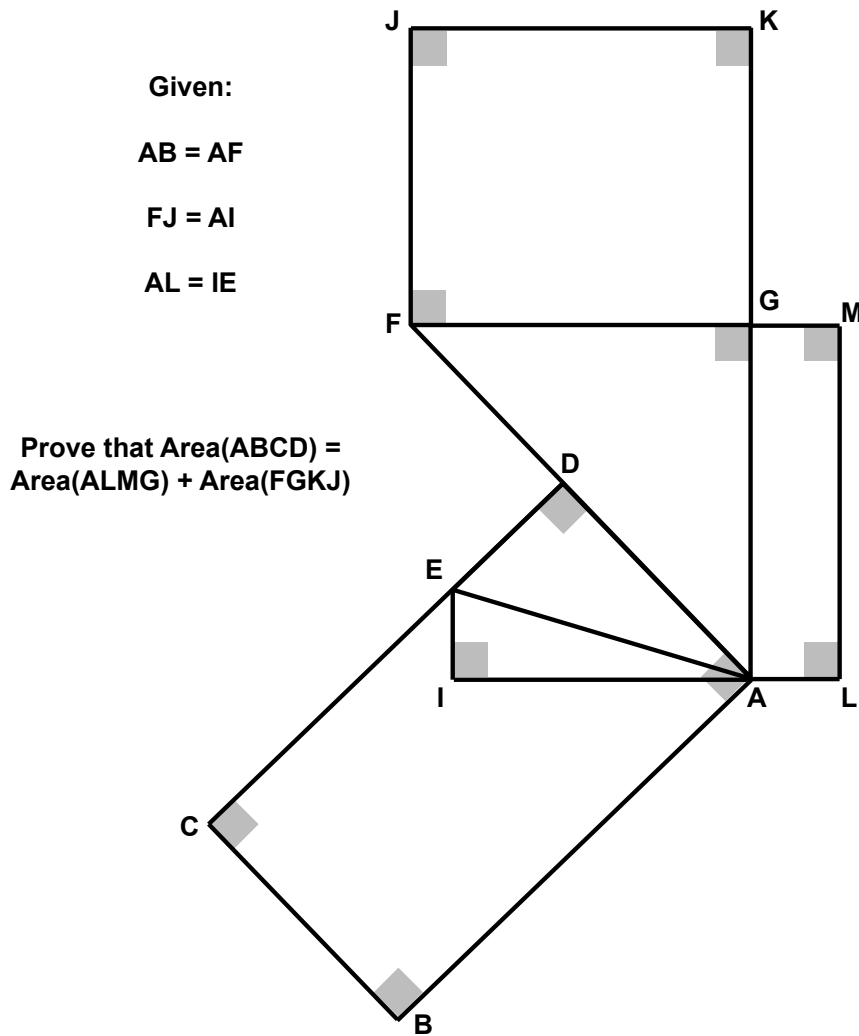 J
K
Given:
AB = AF
FJ = AI
AL = IE
G
M
F
Prove that Area(ABCD) =
Area(ALMG) + Area(FGKJ)
D
E
I
A
L
C
B